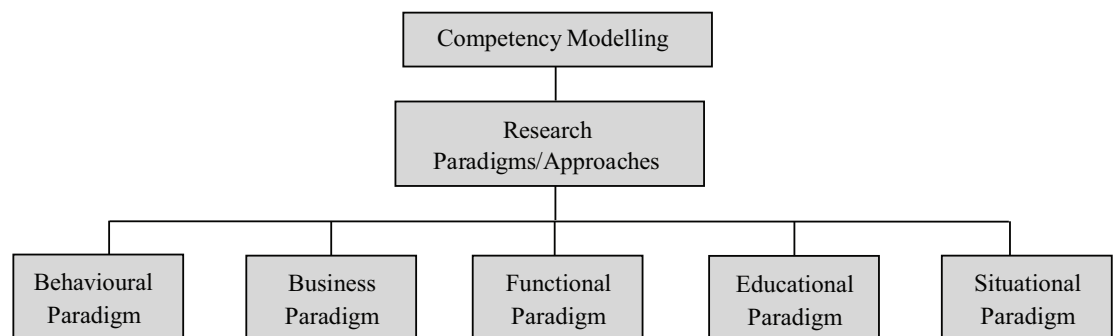 Competency Modelling
Research
Paradigms/Approaches
Behavioural
Paradigm
Business
Paradigm
Functional
Paradigm
Educational
Paradigm
Situational
Paradigm